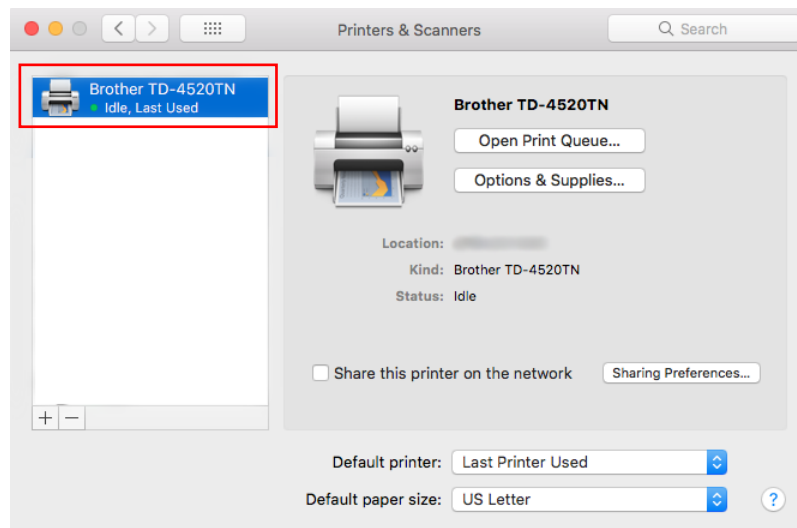 Printers & Scanners
Search
Brother TD-4520TN
Idle, Last Used
Brother TD-4520TN
Open Print Queue...
Options & Supplies...
Location:
Kind: Brother TD-4520TN
Status: Idle
Share this printer on the network
Sharing Preferences...
+ −
Default printer: Last Printer Used
Default paper size: US Letter
?